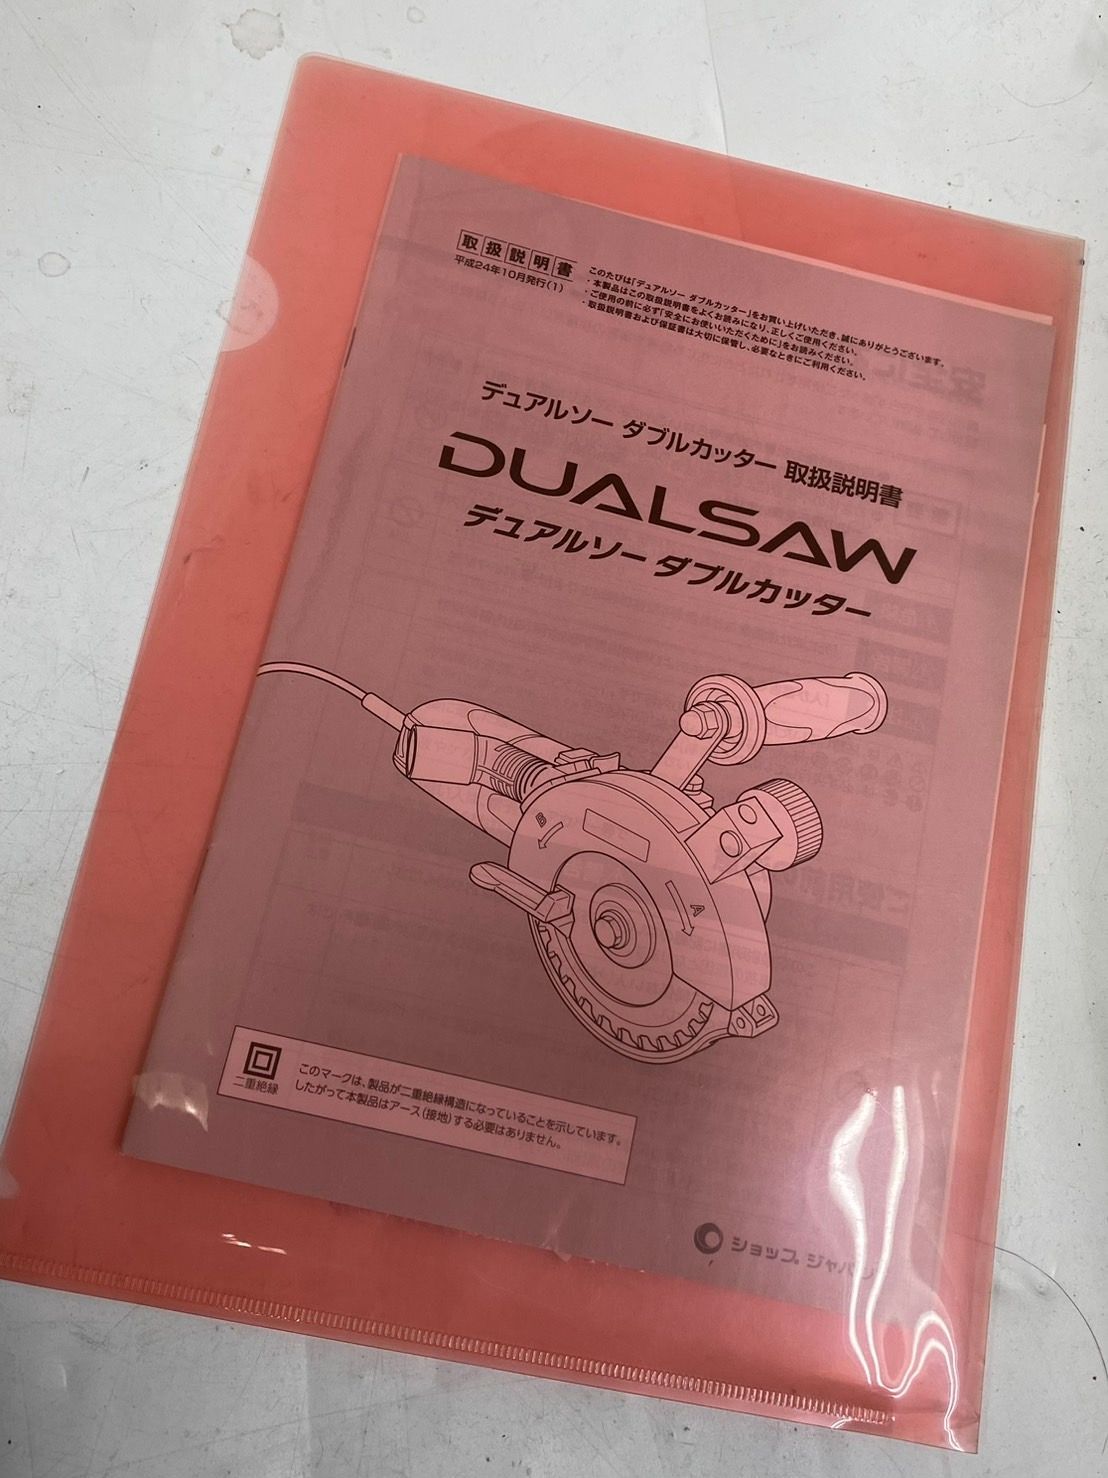 取扱説明書
平成24年10月発行(1)
このたびは「デュアルソー ダブルカッター」をお買い上げいただき、誠にありがとうございます。
・本製品はこの取扱説明書をよくお読みになり、正しくご使用ください。
・ご使用の前に必ず「安全にお使いいただくために」をお読みください。
・取扱説明書および保証書は大切に保管し、必要なときにご利用ください。
デュアルソー ダブルカッター 取扱説明書
DUALSAW
デュアルソー ダブルカッター
B
A
二重絶縁
このマークは、製品が二重絶縁構造になっていることを示しています。
したがって本製品はアース(接地)する必要はありません。
ショップジャパン